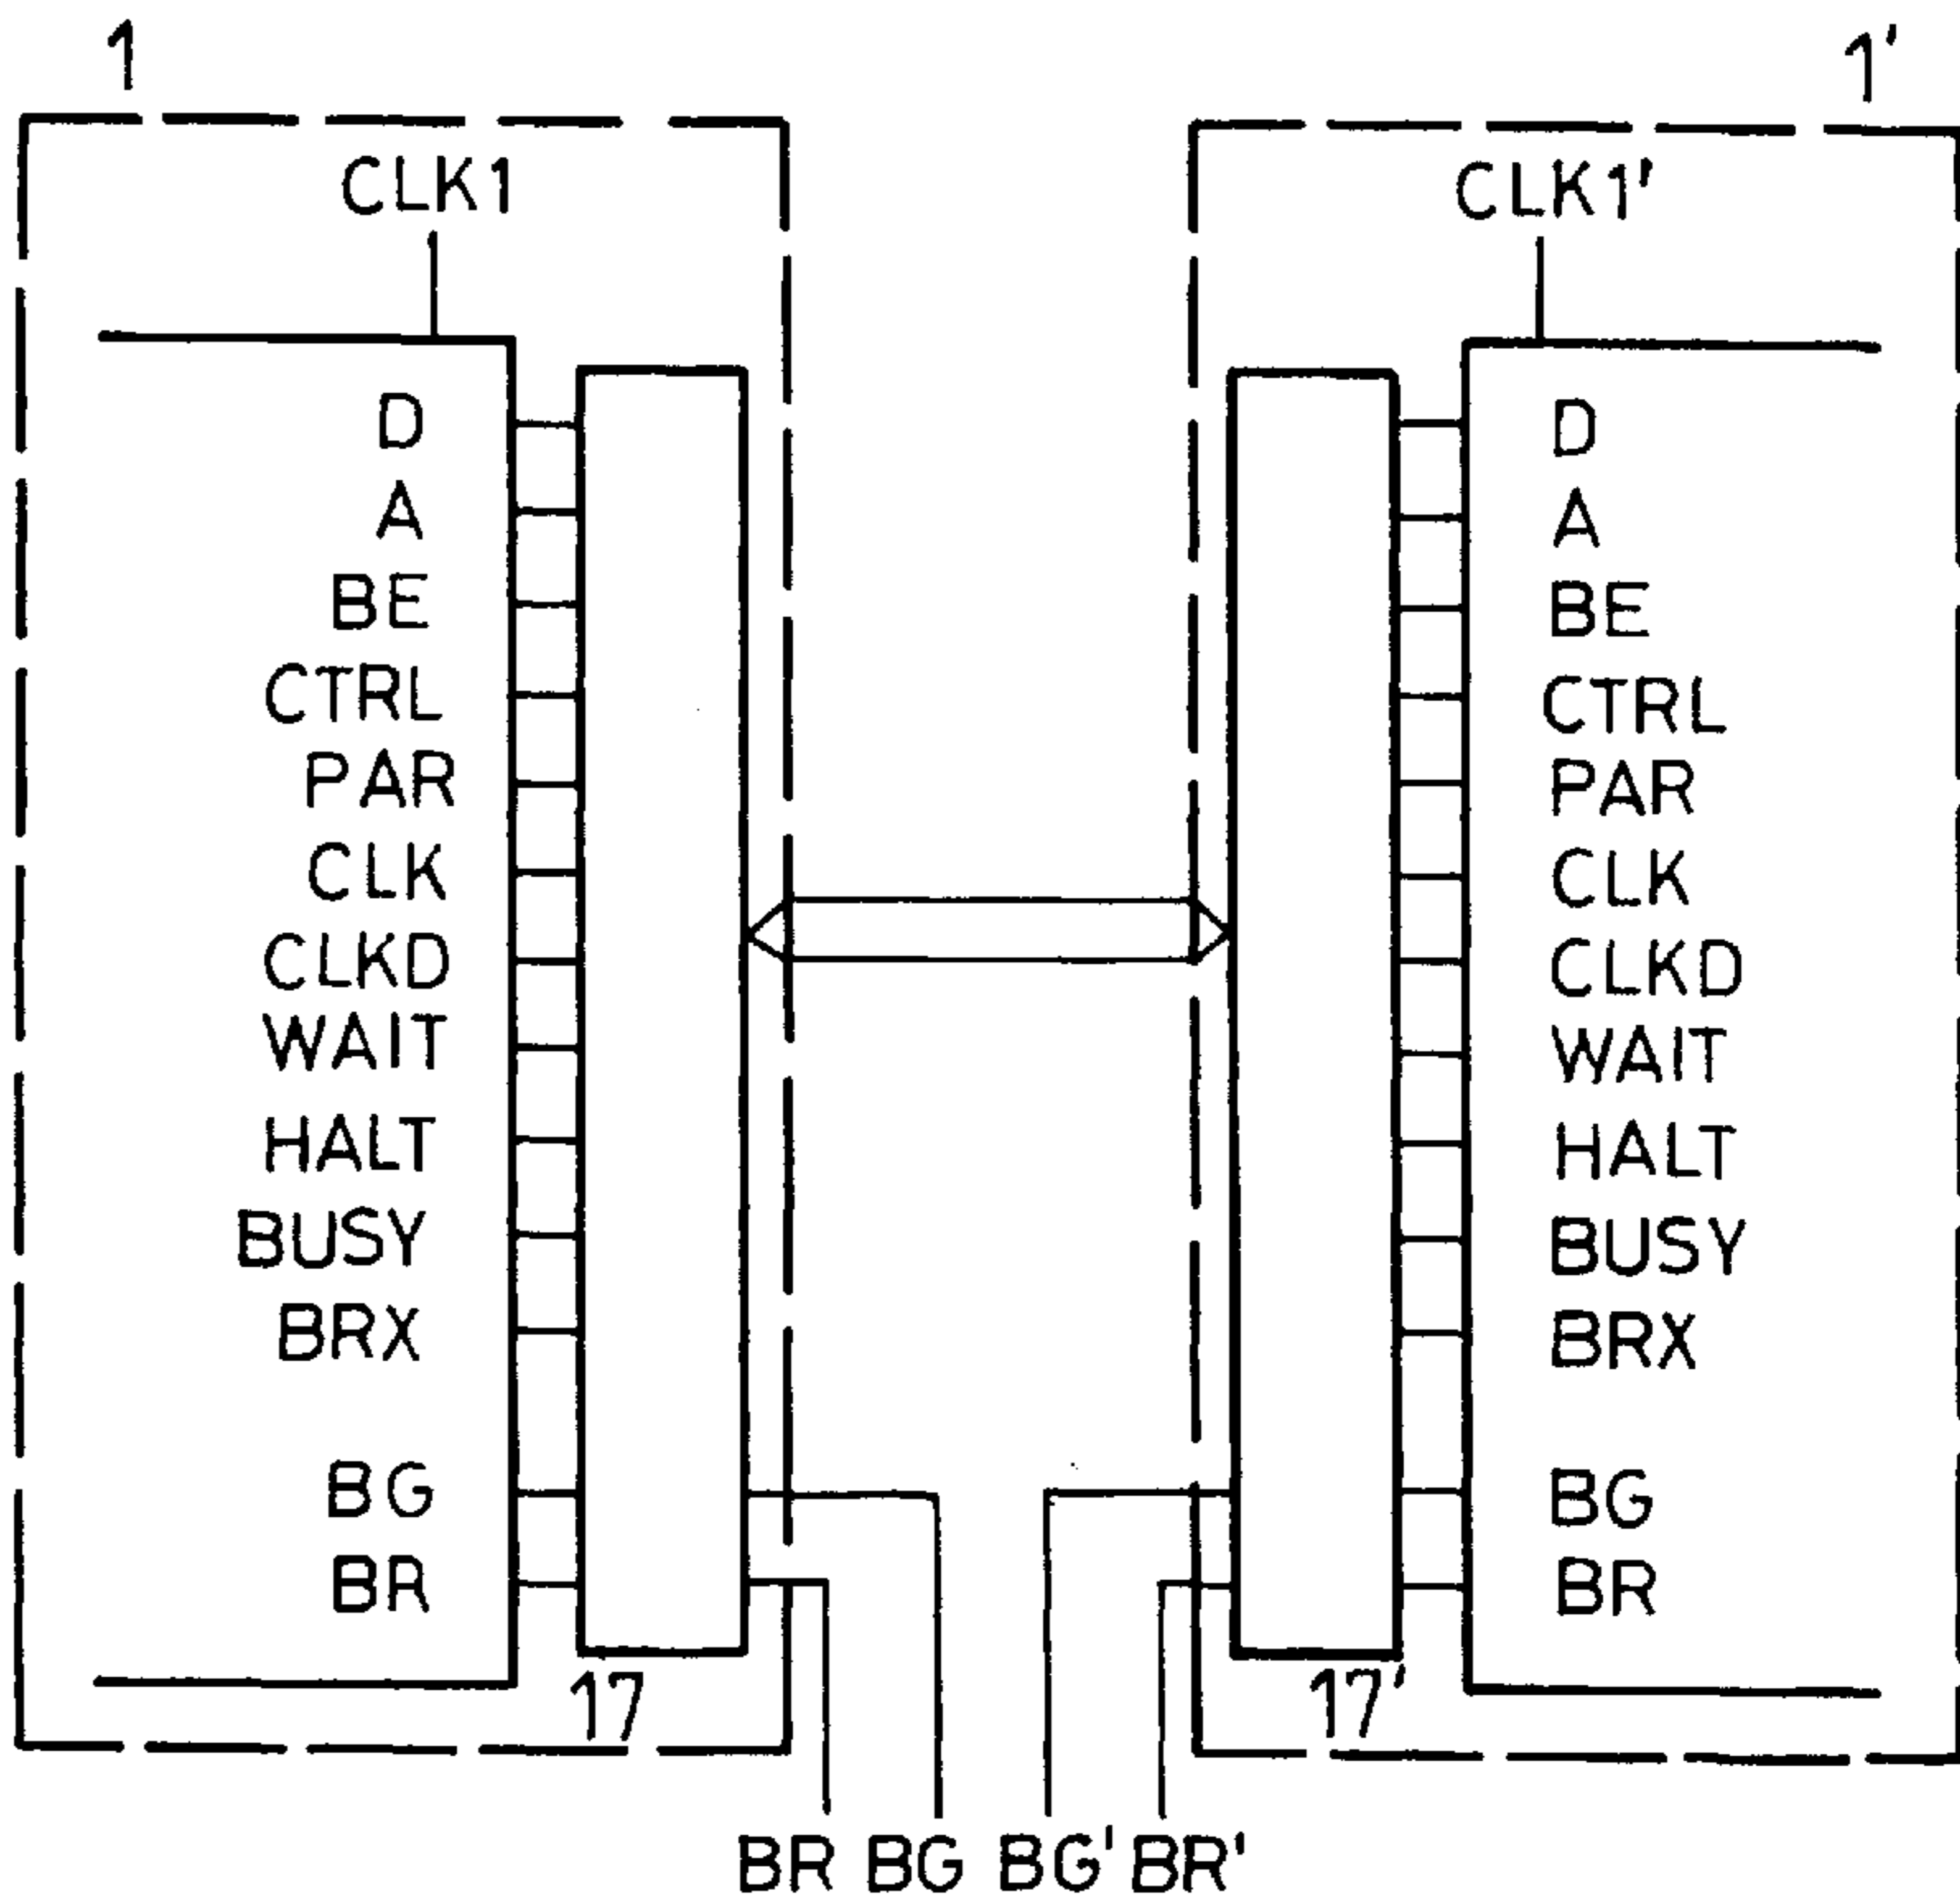 1 1'
CLK1 CLK1'
D D
A A
BE BE
CTRL CTRL
PAR PAR
CLK CLK
CLKD CLKD
WAIT WAIT
HALT HALT
BUSY BUSY
BRX BRX
BG BG
BR BR
17 17'
BR BG BG' BR'